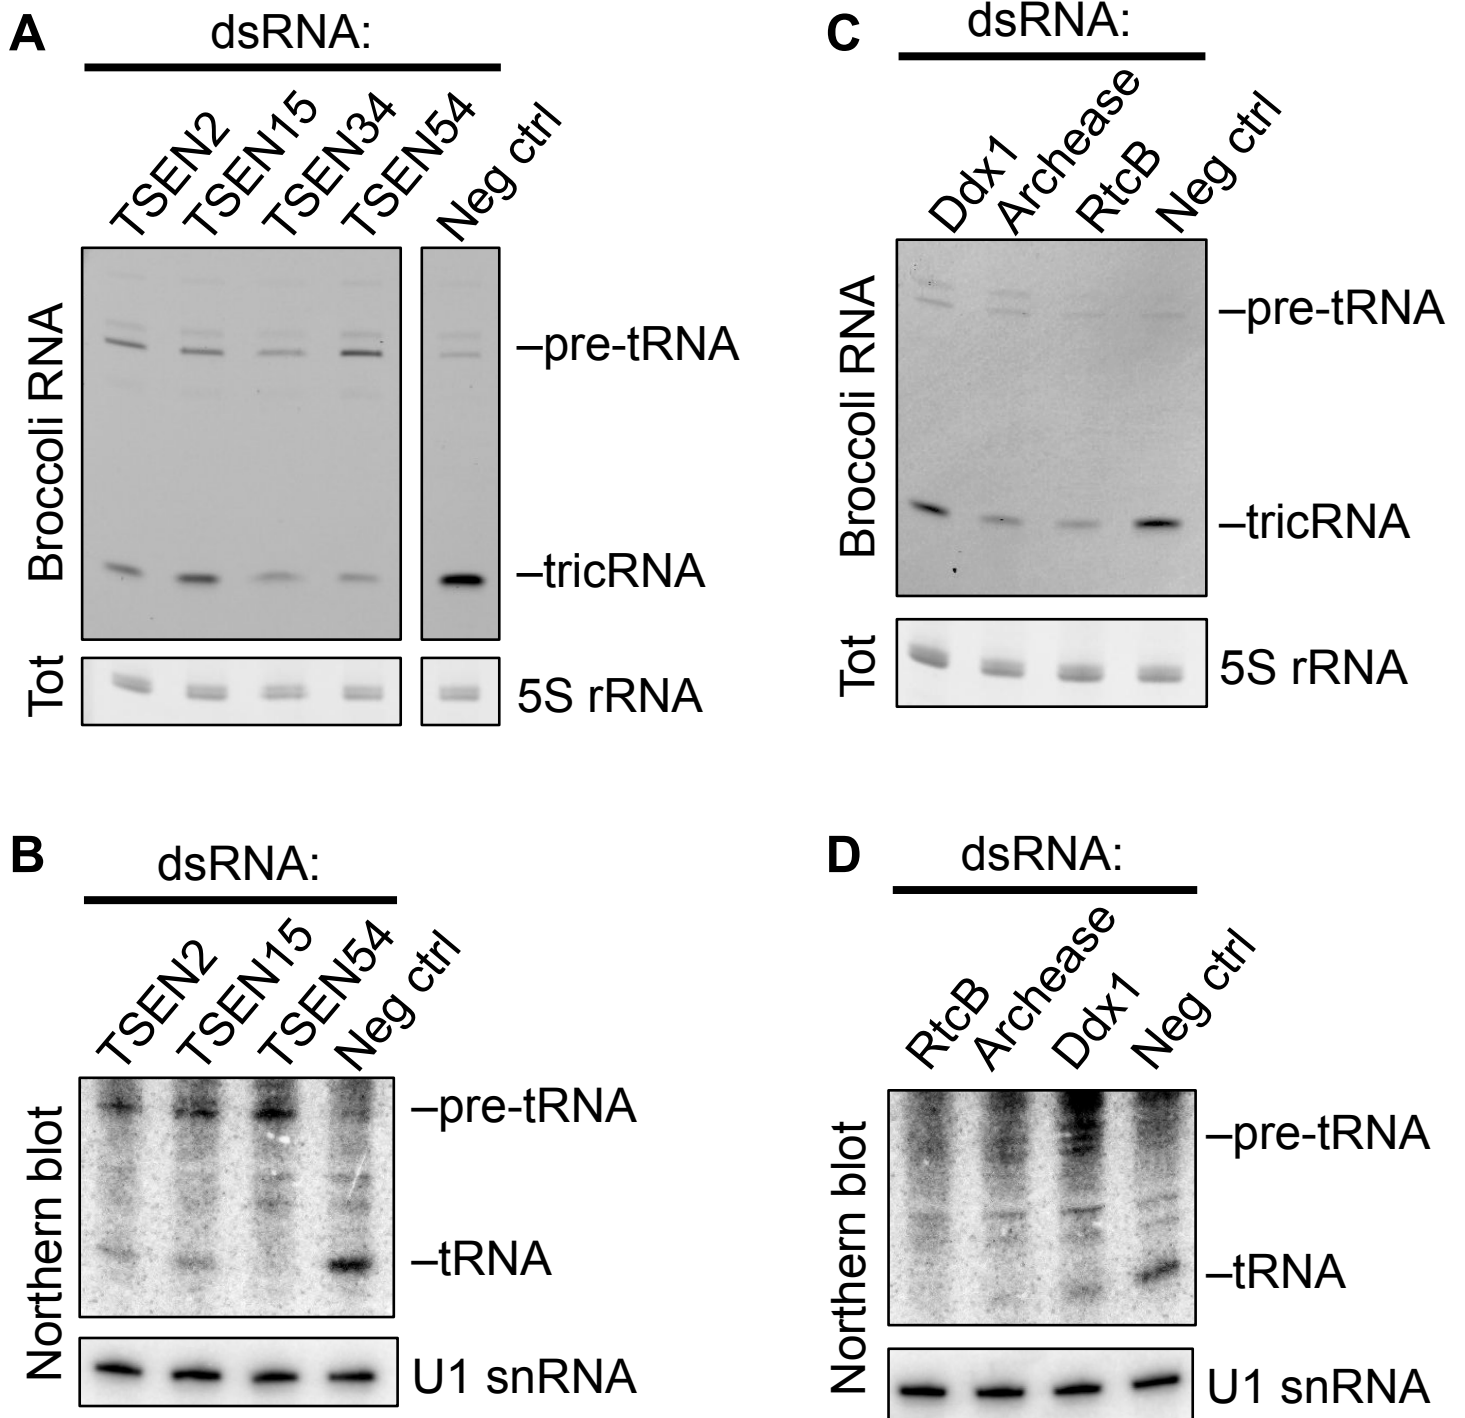 A
dsRNA:
TSEN2
TSEN15
TSEN34
TSEN54
Neg ctrl
Broccoli RNA
–pre-tRNA
–tricRNA
Tot
5S rRNA
C
dsRNA:
Ddx1
Archease
RtcB
Neg ctrl
Broccoli RNA
–pre-tRNA
–tricRNA
Tot
5S rRNA
B
dsRNA:
TSEN2
TSEN15
TSEN54
Neg ctrl
Northern blot
–pre-tRNA
–tRNA
U1 snRNA
D
dsRNA:
RtcB
Archease
Ddx1
Neg ctrl
Northern blot
–pre-tRNA
–tRNA
U1 snRNA